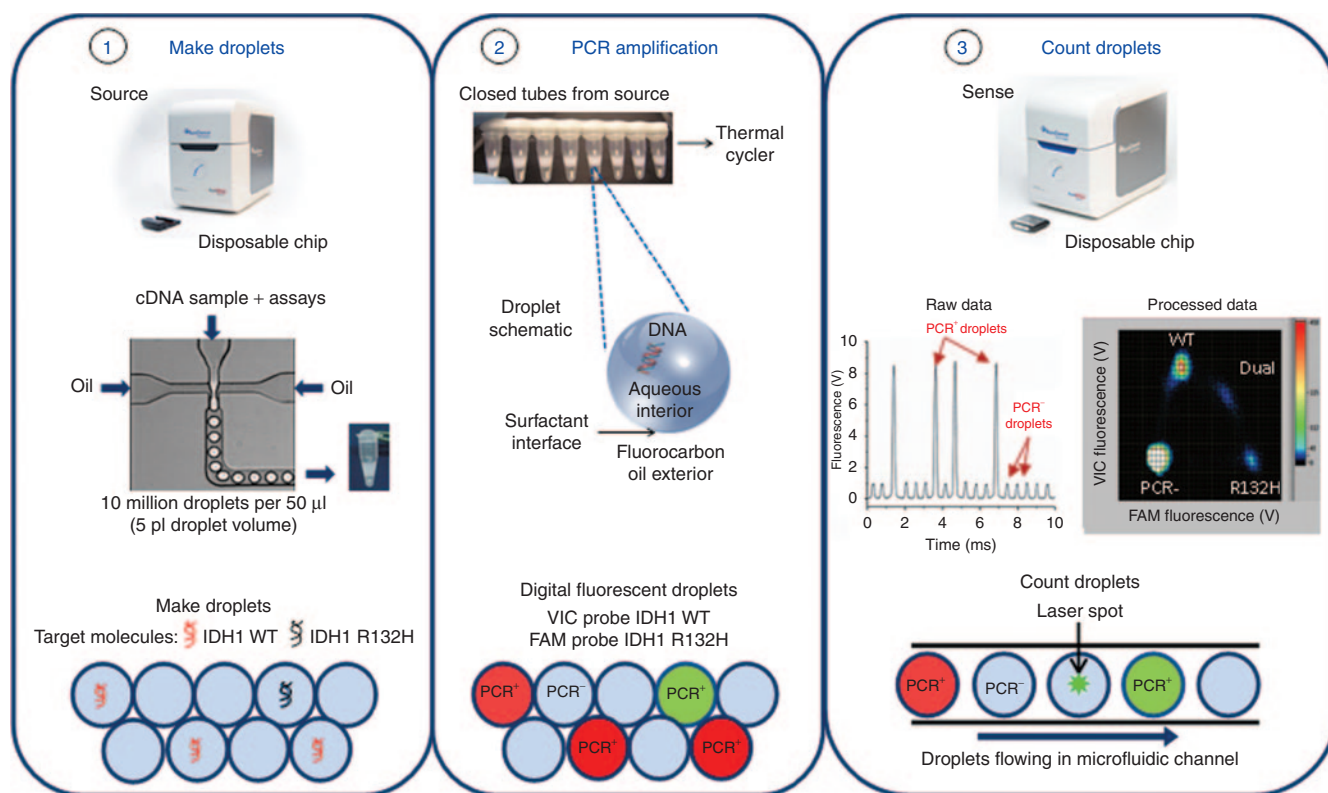 1 Make droplets
Source
Disposable chip
cDNA sample + assays
Oil
Oil
10 million droplets per 50 µl
(5 pl droplet volume)
Make droplets
Target molecules: IDH1 WT IDH1 R132H
2 PCR amplification
Closed tubes from source
Thermal
cycler
Droplet
schematic
DNA
Aqueous
interior
Surfactant
interface
Fluorocarbon
oil exterior
Digital fluorescent droplets
VIC probe IDH1 WT
FAM probe IDH1 R132H
PCR⁺ PCR⁻ PCR⁺
PCR⁺ PCR⁺
3 Count droplets
Sense
Disposable chip
Raw data
PCR⁺ droplets
PCR⁻
droplets
Fluorescence (V)
10
8
6
4
2
0
0 2 4 6 8 10
Time (ms)
Processed data
WT
Dual
PCR-
R132H
VIC fluorescence (V)
FAM fluorescence (V)
Count droplets
Laser spot
PCR⁺ PCR⁻ PCR⁺
Droplets flowing in microfluidic channel